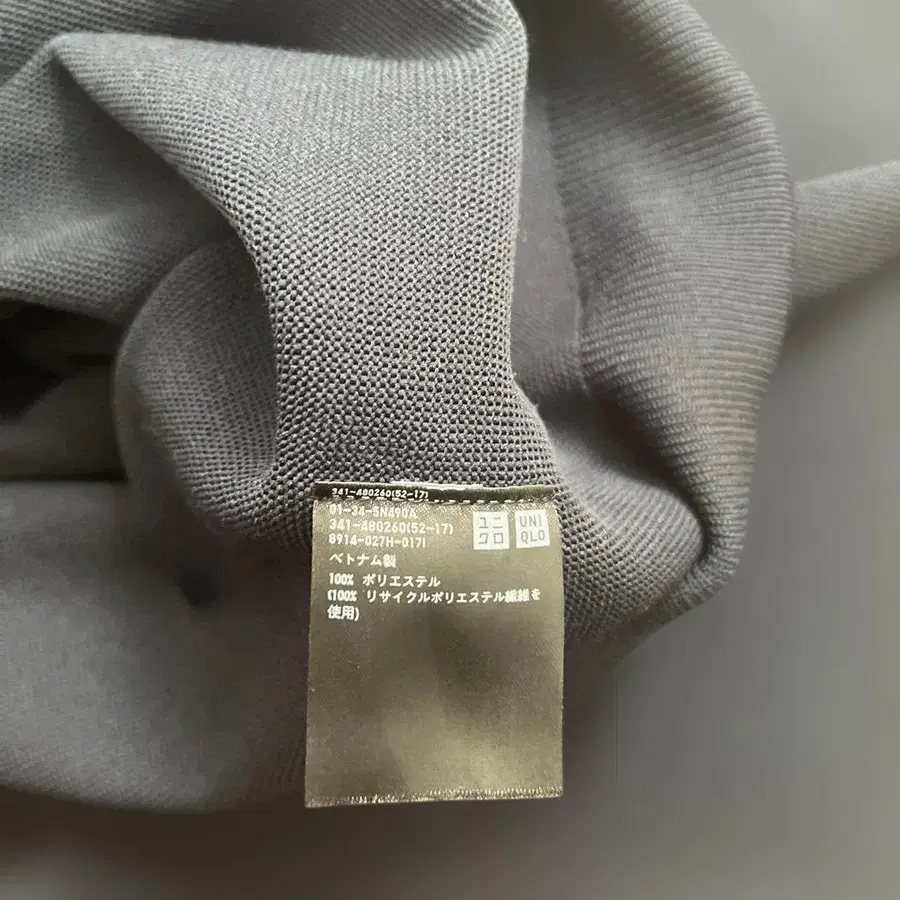 341-480260(52-17)
01-34-5N490A
341-480260(52-17)
8914-027H-0171
ユニ
クロ
UNI
QLO
ベトナム製
100% ポリエステル
(100% リサイクルポリエステル繊維を
使用)